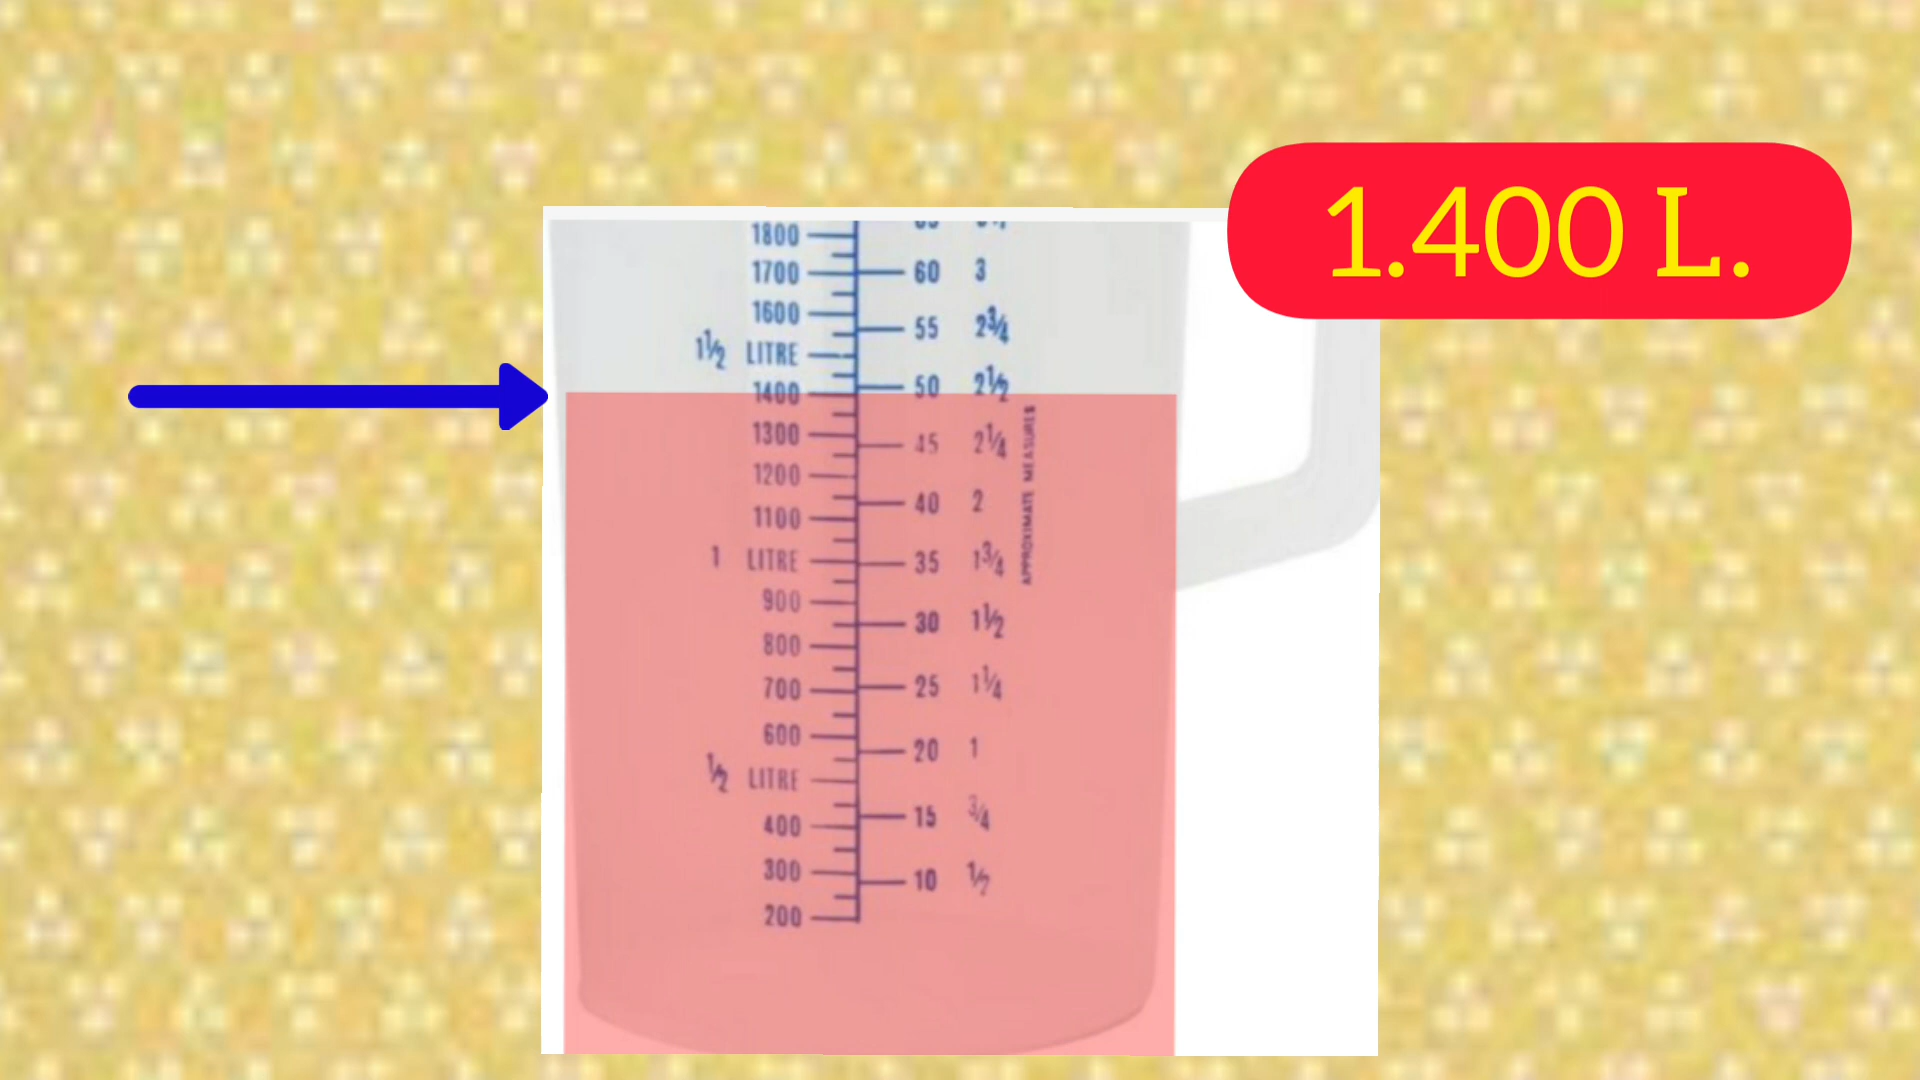 1.400 L.
1800
1700 60 3
1600
55 2¾
1½ LITRE
50 2½
1400
1300
45 2¼
1200
40 2
1100
1 LITRE 35 1¾
900
30 1½
800
700 25 1¼
600
20 1
½ LITRE
15 ¾
400
300
10 ½
200
APPROXIMATE MEASURES